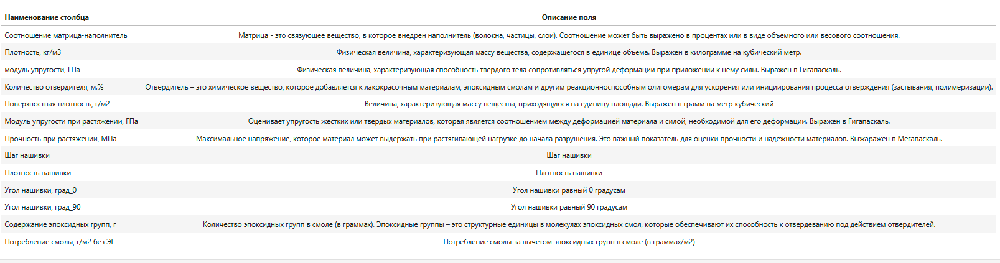 Наименование столбца Описание поля
Соотношение матрица-наполнитель Матрица - это связующее вещество, в которое внедрен наполнитель (волокна, частицы, слои). Соотношение может быть выражено в процентах или в виде объемного или весового соотношения.
Плотность, кг/м3 Физическая величина, характеризующая массу вещества, содержащегося в единице объема. Выражен в килограмме на кубический метр.
модуль упругости, ГПа Физическая величина, характеризующая способность твердого тела сопротивляться упругой деформации при приложении к нему силы. Выражен в Гигапаскаль.
Количество отвердителя, м.% Отвердитель – это химическое вещество, которое добавляется к лакокрасочным материалам, эпоксидным смолам и другим реакционноспособным олигомерам для ускорения или инициирования процесса отверждения (застывания, полимеризации).
Поверхностная плотность, г/м2 Величина, характеризующая массу вещества, приходящуюся на единицу площади. Выражен в грамм на метр кубический
Модуль упругости при растяжении, ГПа Оценивает упругость жестких или твердых материалов, которая является соотношением между деформацией материала и силой, необходимой для его деформации. Выражен в Гигапаскаль.
Прочность при растяжении, МПа Максимальное напряжение, которое материал может выдержать при растягивающей нагрузке до начала разрушения. Это важный показатель для оценки прочности и надежности материалов. Выжаражен в Мегапаскаль.
Шаг нашивки Шаг нашивки
Плотность нашивки Плотность нашивки
Угол нашивки, град_0 Угол нашивки равный 0 градусам
Угол нашивки, град_90 Угол нашивки равный 90 градусам
Содержание эпоксидных групп, г Количество эпоксидных групп в смоле (в граммах). Эпоксидные группы – это структурные единицы в молекулах эпоксидных смол, которые обеспечивают их способность к отвердеванию под действием отвердителей.
Потребление смолы, г/м2 без ЭГ Потребление смолы за вычетом эпоксидных групп в смоле (в граммах/м2)